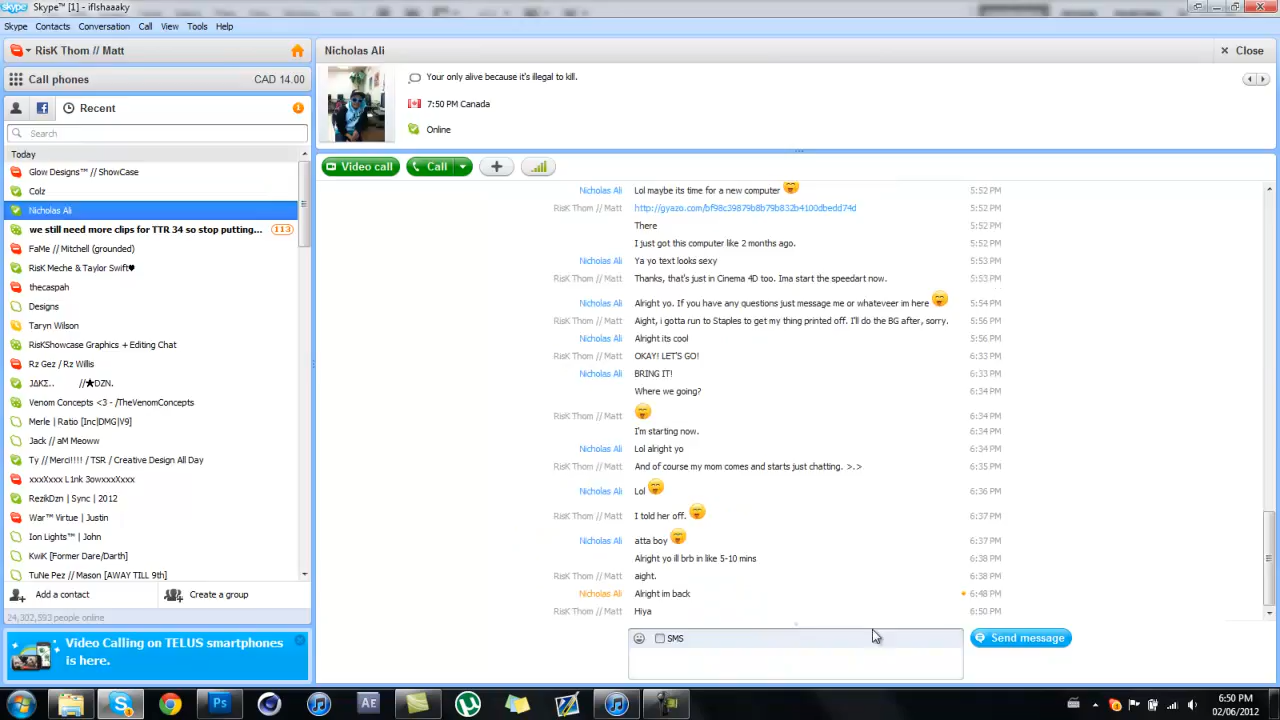 Skype™ [1] - iflshaaaky
Skype Contacts Conversation Call View Tools Help
RisK Thom // Matt
Call phones CAD 14.00
Recent
Search
Today
Glow Designs™ // ShowCase
Colz
Nicholas Ali
we still need more clips for TTR 34 so stop putting... 113
FaMe // Mitchell (grounded)
RisK Meche & Taylor Swift♥
thecaspah
Designs
Taryn Wilson
RisKShowcase Graphics + Editing Chat
Rz Gez / Rz Willis
JΔKΣ.. //★DZN.
Venom Concepts <3 - /TheVenomConcepts
Merle | Ratio [Inc|DMG|V9]
Jack // aM Meoww
Ty // Merci!!!! / TSR / Creative Design All Day
xxxXxxx L1nk 3owxxxXxxx
RezikDzn | Sync | 2012
War™ Virtue | Justin
Ion Lights™ | John
KwiK [Former Dare/Darth]
TuNe Pez // Mason [AWAY TILL 9th]
Add a contact Create a group
24,302,593 people online
Video Calling on TELUS smartphones
is here.
Nicholas Ali Close
Your only alive because it's illegal to kill.
7:50 PM Canada
Online
Video call Call
Nicholas Ali Lol maybe its time for a new computer 5:52 PM
RisK Thom // Matt http://gyazo.com/bf98c39879b8b79b832b4100dbedd74d 5:52 PM
There 5:52 PM
I just got this computer like 2 months ago. 5:52 PM
Nicholas Ali Ya yo text looks sexy 5:53 PM
RisK Thom // Matt Thanks, that's just in Cinema 4D too. Ima start the speedart now. 5:53 PM
Nicholas Ali Alright yo. If you have any questions just message me or whateveer im here 5:54 PM
RisK Thom // Matt Aight, i gotta run to Staples to get my thing printed off. I'll do the BG after, sorry. 5:56 PM
Nicholas Ali Alright its cool 5:56 PM
RisK Thom // Matt OKAY! LET'S GO! 6:33 PM
Nicholas Ali BRING IT! 6:33 PM
Where we going? 6:34 PM
RisK Thom // Matt 6:34 PM
I'm starting now. 6:34 PM
Nicholas Ali Lol alright yo 6:34 PM
RisK Thom // Matt And of course my mom comes and starts just chatting. >.> 6:35 PM
Nicholas Ali Lol 6:36 PM
RisK Thom // Matt I told her off. 6:37 PM
Nicholas Ali atta boy 6:37 PM
Alright yo ill brb in like 5-10 mins 6:38 PM
RisK Thom // Matt aight. 6:38 PM
Nicholas Ali Alright im back 6:48 PM
RisK Thom // Matt Hiya 6:50 PM
SMS Send message
Ps Ae
6:50 PM
02/06/2012